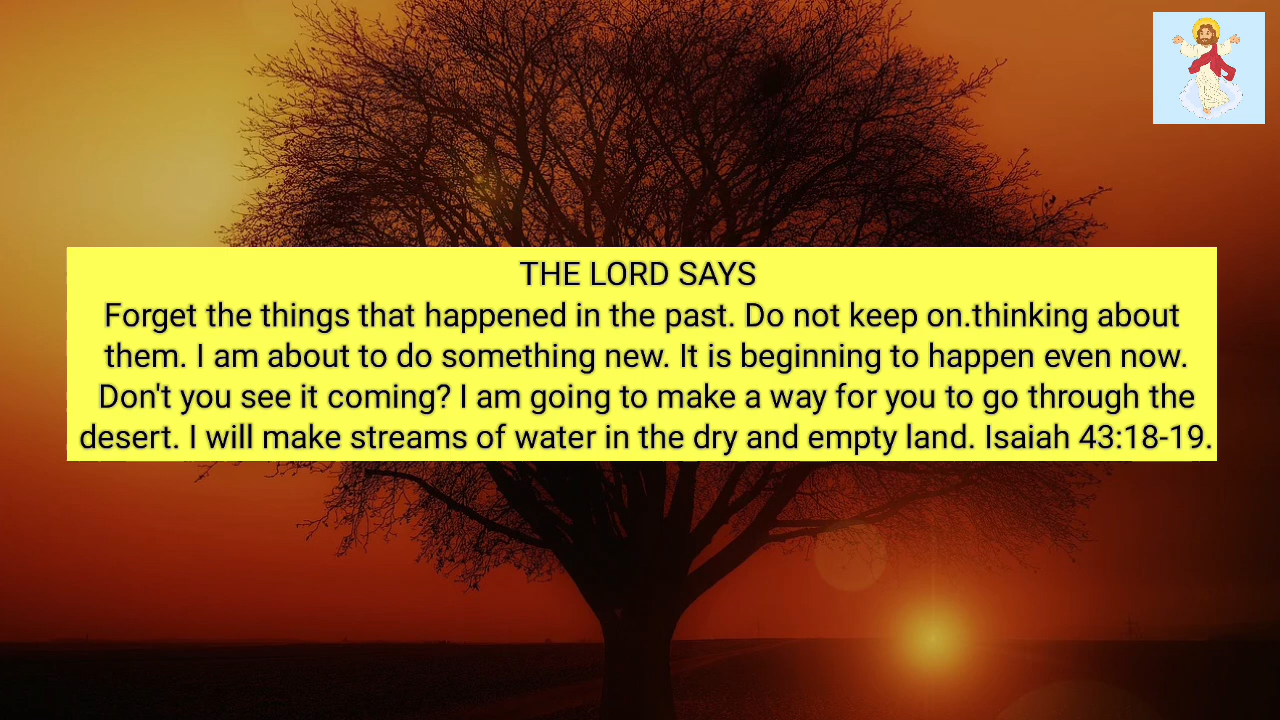 THE LORD SAYS
Forget the things that happened in the past. Do not keep on.thinking about
them. I am about to do something new. It is beginning to happen even now.
Don't you see it coming? I am going to make a way for you to go through the
desert. I will make streams of water in the dry and empty land. Isaiah 43:18-19.